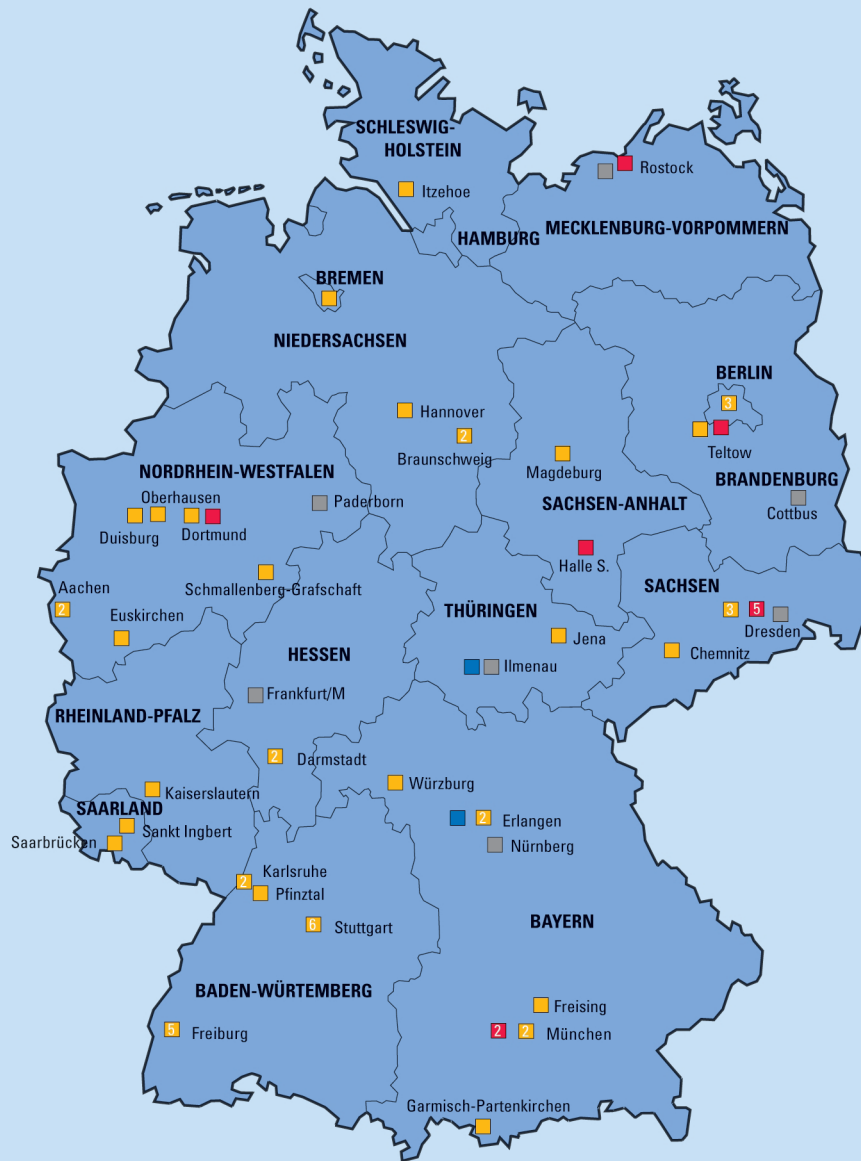 SCHLESWIG-
HOLSTEIN
Rostock
Itzehoe
MECKLENBURG-VORPOMMERN
HAMBURG
BREMEN
NIEDERSACHSEN
BERLIN
3
Hannover
2
Braunschweig
Teltow
Magdeburg
NORDRHEIN-WESTFALEN
BRANDENBURG
Oberhausen
Paderborn
SACHSEN-ANHALT
Cottbus
Duisburg
Dortmund
Halle S.
Aachen
2
Schmallenberg-Grafschaft
SACHSEN
Euskirchen
THÜRINGEN
3
5
Dresden
Jena
Chemnitz
HESSEN
Ilmenau
Frankfurt/M
RHEINLAND-PFALZ
2
Darmstadt
Würzburg
Kaiserslautern
SAARLAND
2
Erlangen
Sankt Ingbert
Saarbrücken
Nürnberg
Karlsruhe
2
Pfinztal
Stuttgart
6
BAYERN
BADEN-WÜRTEMBERG
Freising
5
Freiburg
2
2
München
Garmisch-Partenkirchen